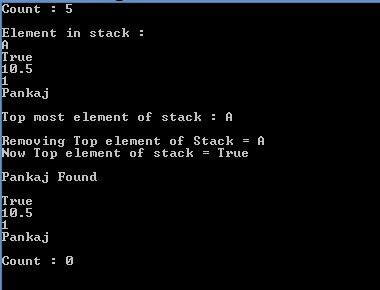 Count : 5
Element in stack :
A
True
10.5
1
Pankaj
Top most element of stack : A
Removing Top element of Stack = A
Now Top element of stack = True
Pankaj Found
True
10.5
1
Pankaj
Count : 0